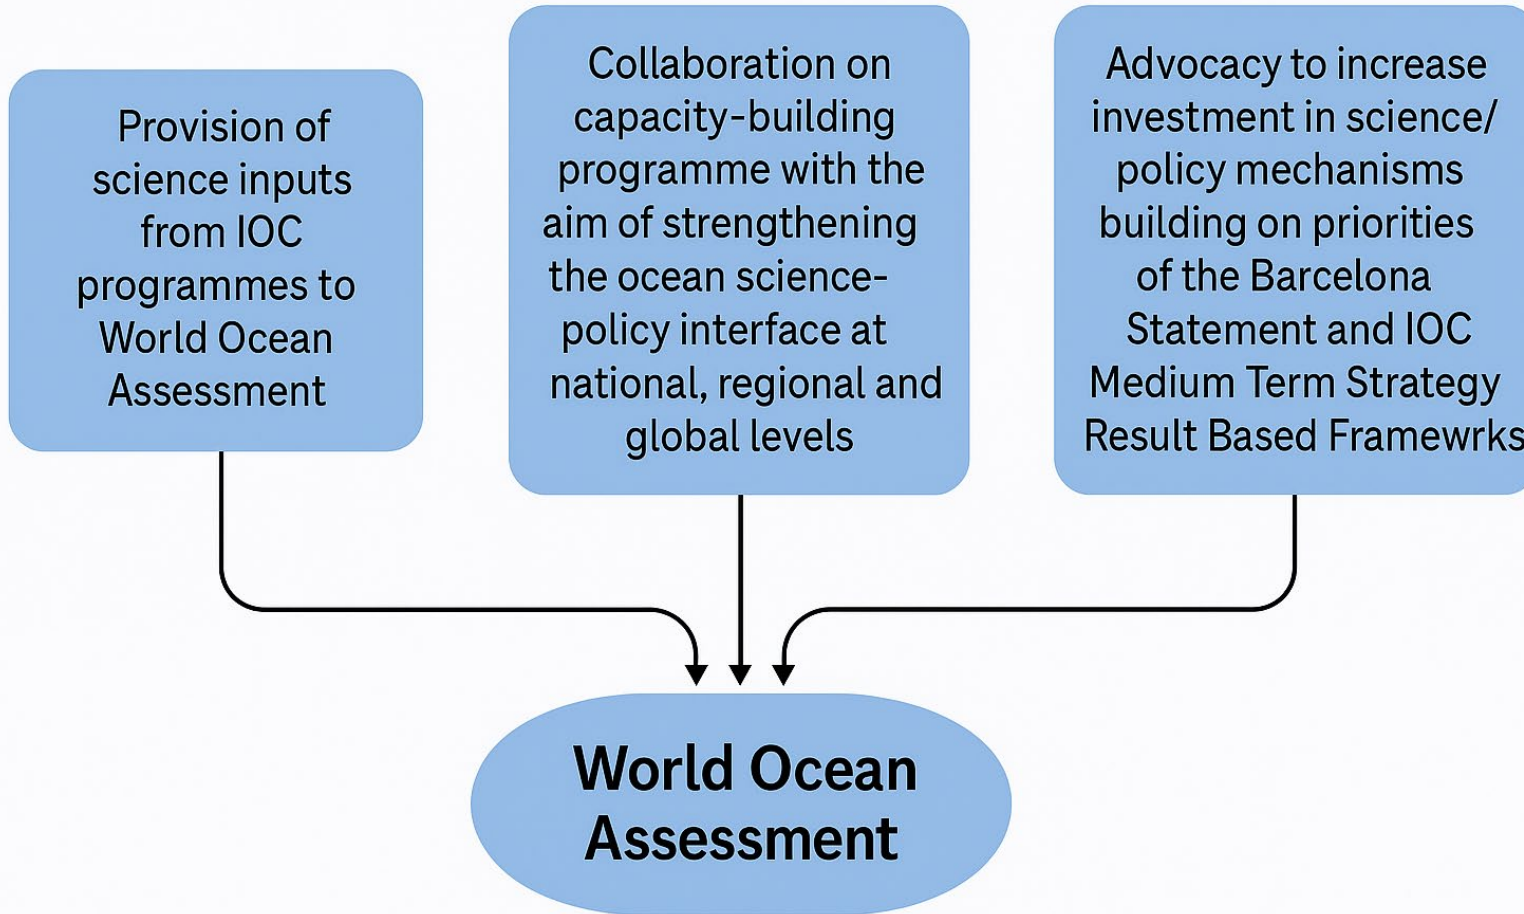 Provision of
science inputs
from IOC
programmes to
World Ocean
Assessment
Collaboration on
capacity-building
programme with the
aim of strengthening
the ocean science-
policy interface at
national, regional and
global levels
Advocacy to increase
investment in science/
policy mechanisms
building on priorities
of the Barcelona
Statement and IOC
Medium Term Strategy
Result Based Framewrks
World Ocean
Assessment